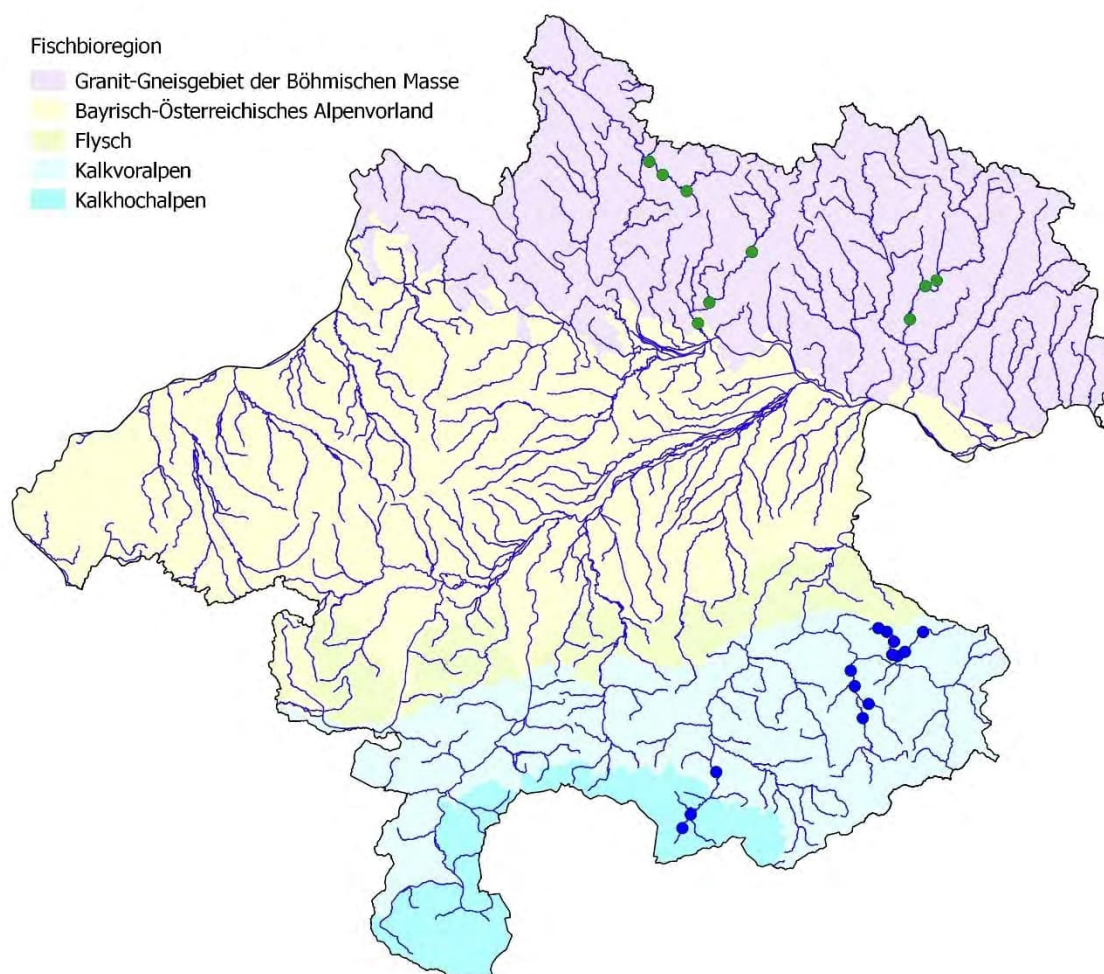 Fischbioregion
Granit-Gneisgebiet der Böhmischen Masse
Bayrisch-Österreichisches Alpenvorland
Flysch
Kalkvoralpen
Kalkhochalpen